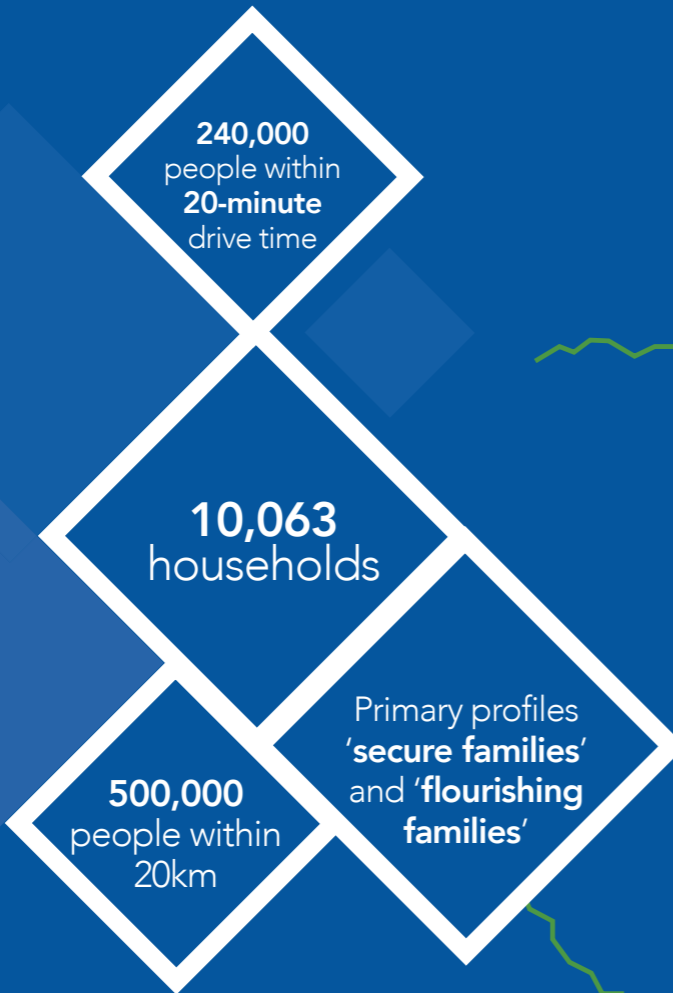 240,000
people within
20-minute
drive time
10,063
households
Primary profiles
‘secure families’
and ‘flourishing
families’
500,000
people within
20km